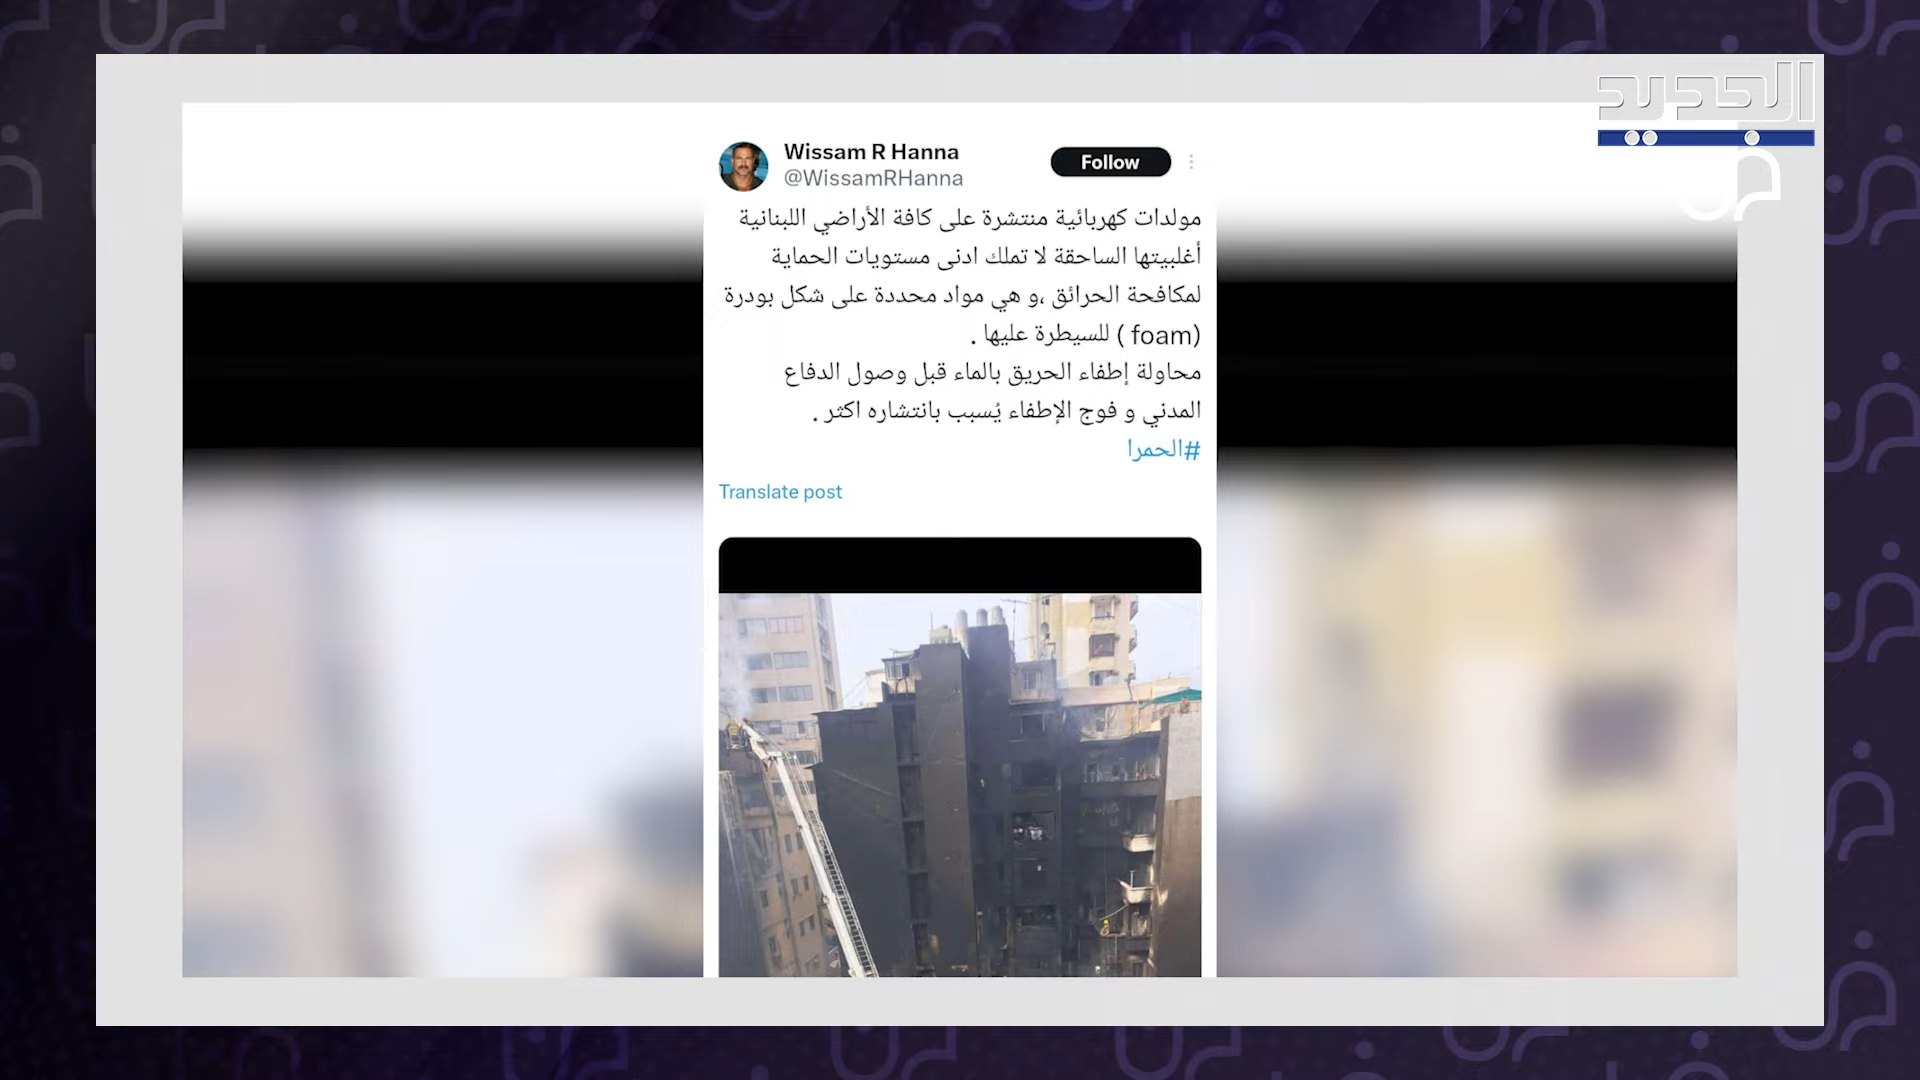 الجديد
Wissam R Hanna
@WissamRHanna
Follow
مولدات كهربائية منتشرة على كافة الأراضي اللبنانية
أغلبيتها الساحقة لا تملك ادنى مستويات الحماية
لمكافحة الحرائق ،و هي مواد محددة على شكل بودرة
(foam ) للسيطرة عليها .
محاولة إطفاء الحريق بالماء قبل وصول الدفاع
المدني و فوج الإطفاء يُسبب بانتشاره اكثر .
#الحمرا
Translate post